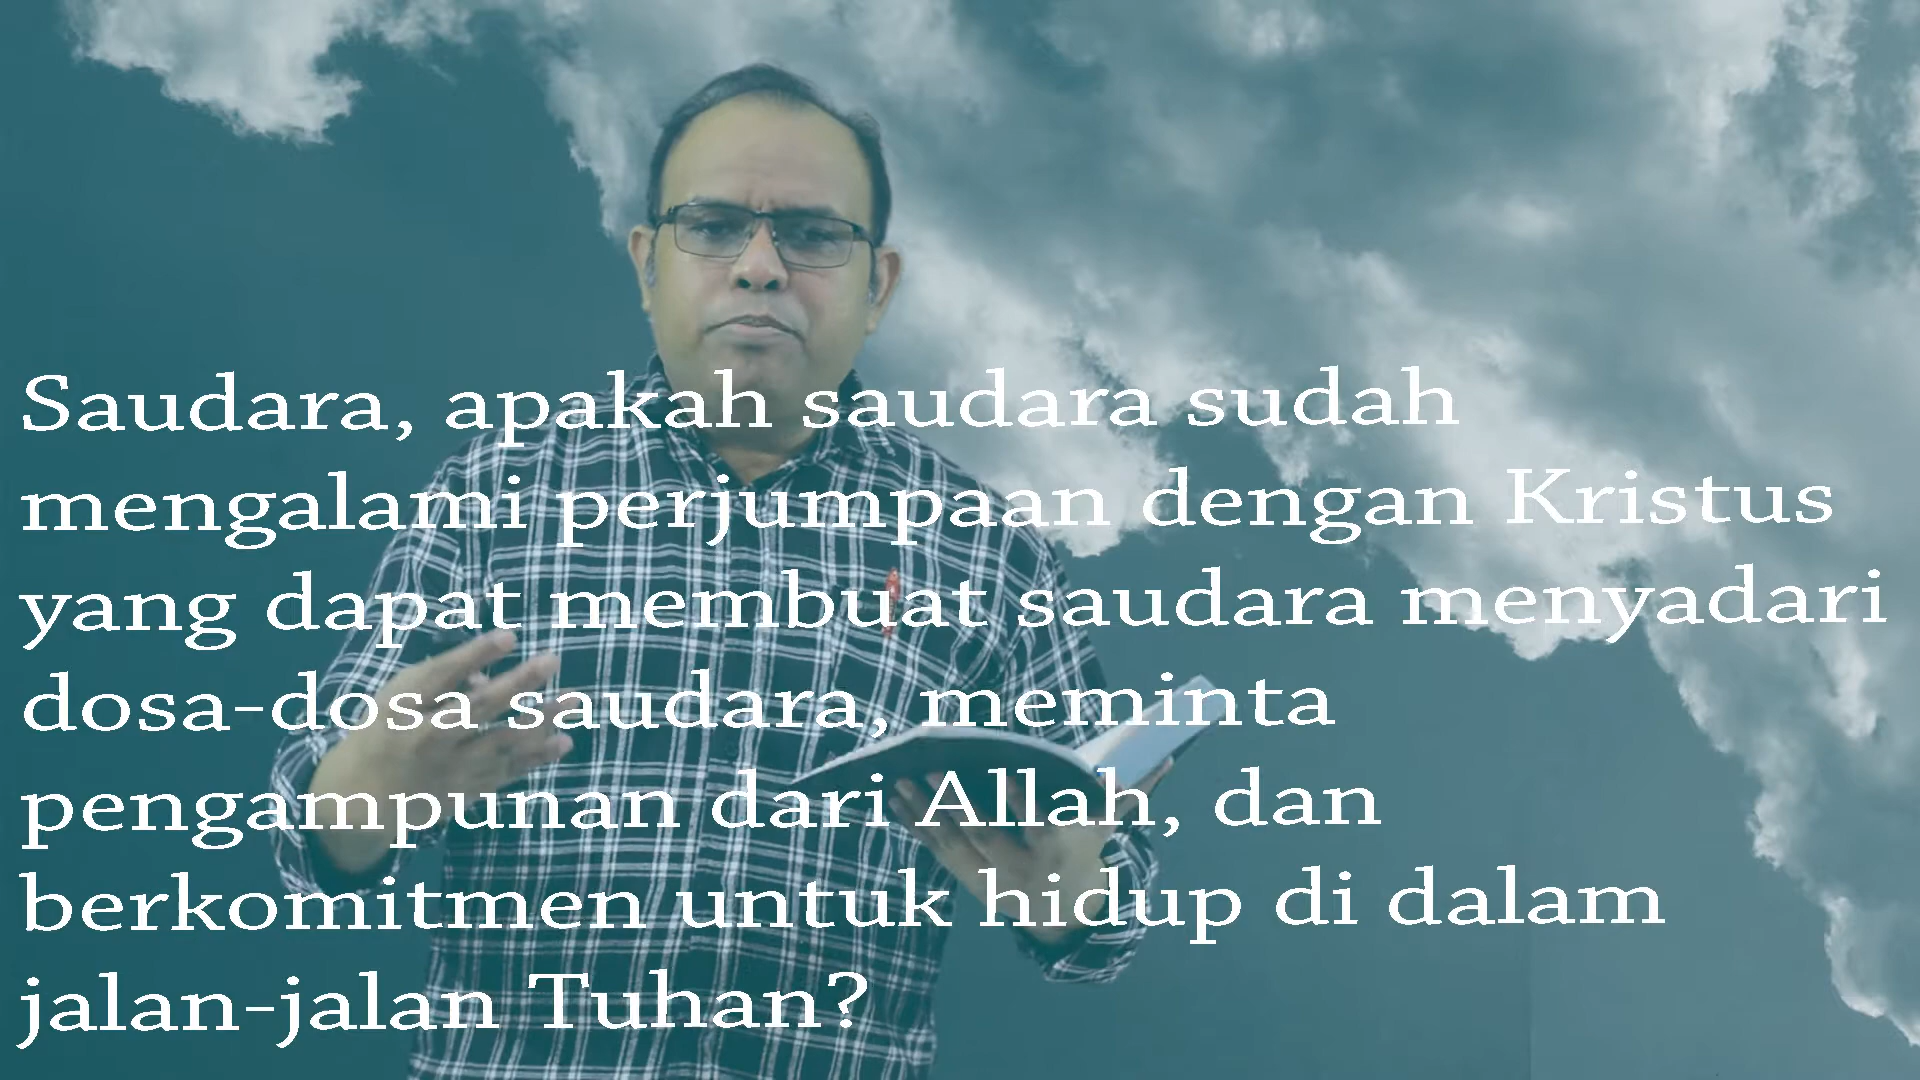 Saudara, apakah saudara sudah
mengalami perjumpaan dengan Kristus
yang dapat membuat saudara menyadari
dosa-dosa saudara, meminta
pengampunan dari Allah, dan
berkomitmen untuk hidup di dalam
jalan-jalan Tuhan?